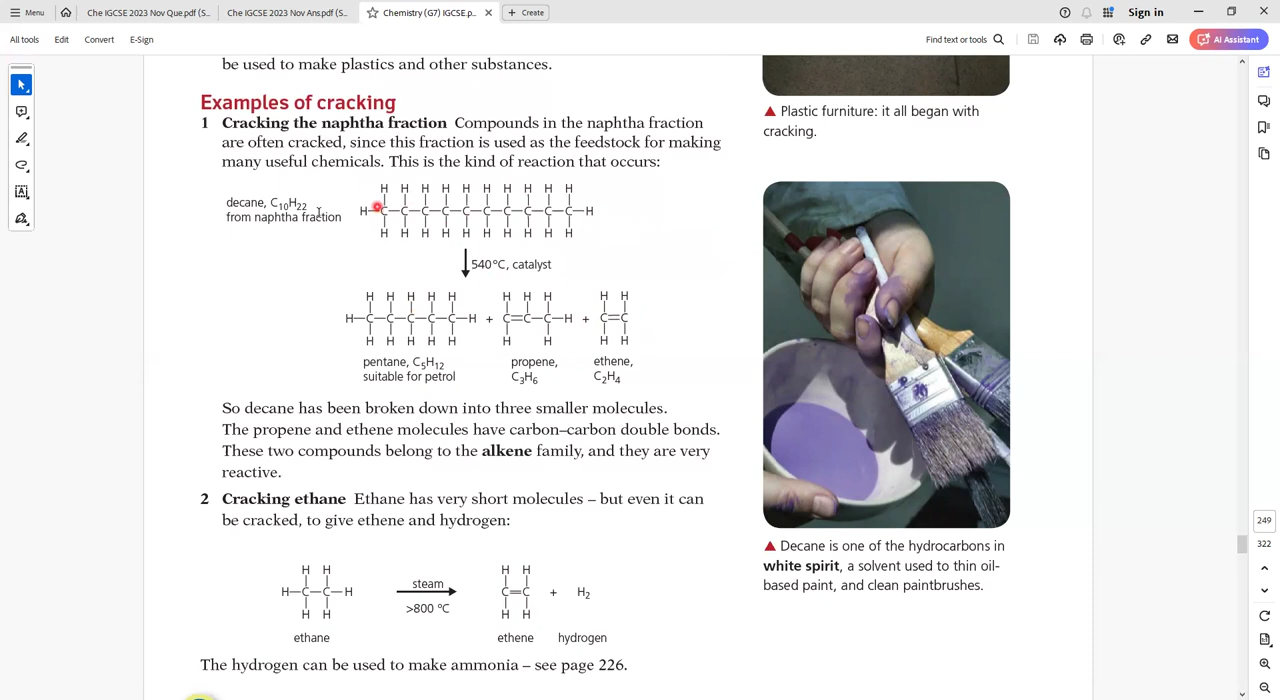 Menu
Che IGCSE 2023 Nov Que.pdf (S...
Che IGCSE 2023 Nov Ans.pdf (S...
Chemistry (G7) IGCSE.p...
Create
Sign in
All tools
Edit
Convert
E-Sign
Find text or tools
AI Assistant
be used to make plastics and other substances.
Examples of cracking
1 Cracking the naphtha fraction Compounds in the naphtha fraction
are often cracked, since this fraction is used as the feedstock for making
many useful chemicals. This is the kind of reaction that occurs:
decane, C10H22
from naphtha fraction
H H H H H H H H H H
H–C–C–C–C–C–C–C–C–C–C–H
H H H H H H H H H H
540 °C, catalyst
H H H H H H H H H H
H–C–C–C–C–C–H + C=C–C–H + C=C
H H H H H H H H H
pentane, C5H12
suitable for petrol
propene,
C3H6
ethene,
C2H4
So decane has been broken down into three smaller molecules.
The propene and ethene molecules have carbon–carbon double bonds.
These two compounds belong to the alkene family, and they are very
reactive.
2 Cracking ethane Ethane has very short molecules – but even it can
be cracked, to give ethene and hydrogen:
H H H H
H–C–C–H steam C=C + H2
>800 °C
H H H H
ethane ethene hydrogen
The hydrogen can be used to make ammonia – see page 226.
▲ Plastic furniture: it all began with
cracking.
▲ Decane is one of the hydrocarbons in
white spirit, a solvent used to thin oil-
based paint, and clean paintbrushes.
249
322